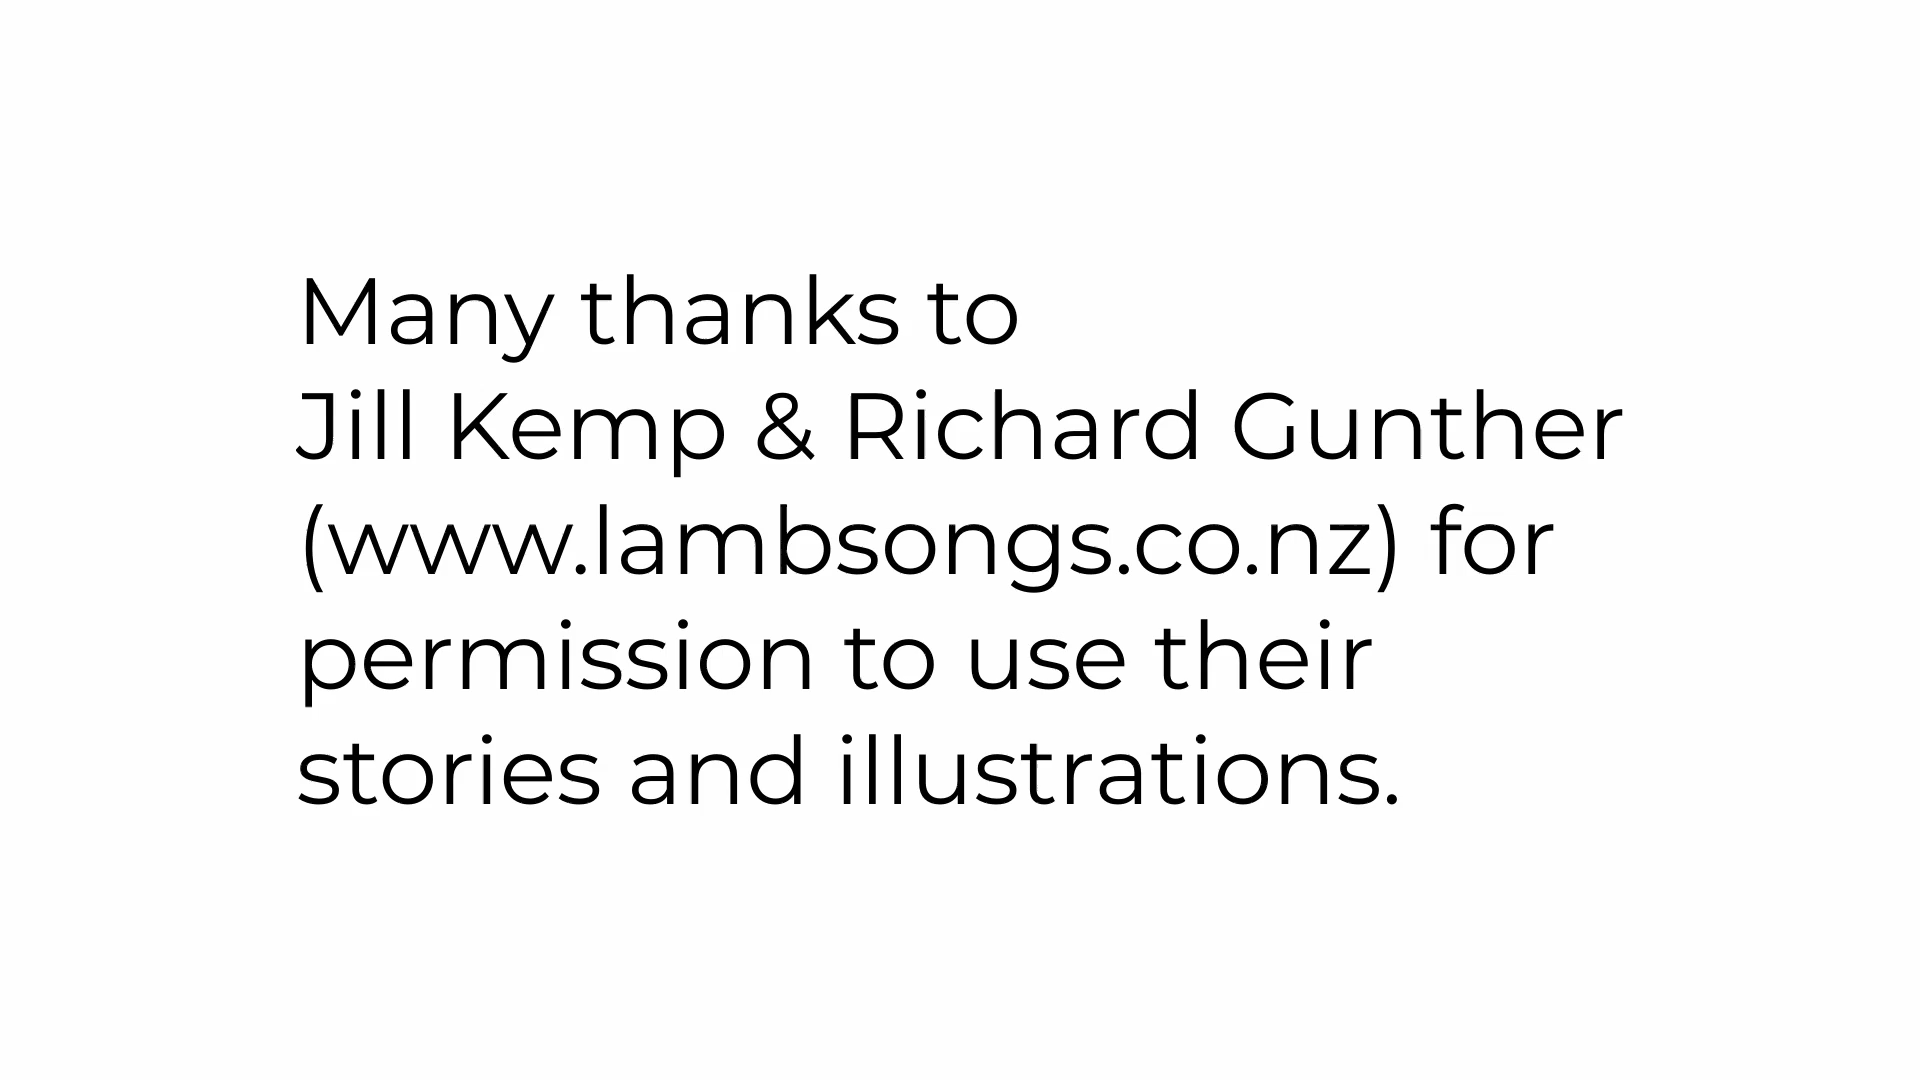 Many thanks to
Jill Kemp & Richard Gunther
(www.lambsongs.co.nz) for
permission to use their
stories and illustrations.